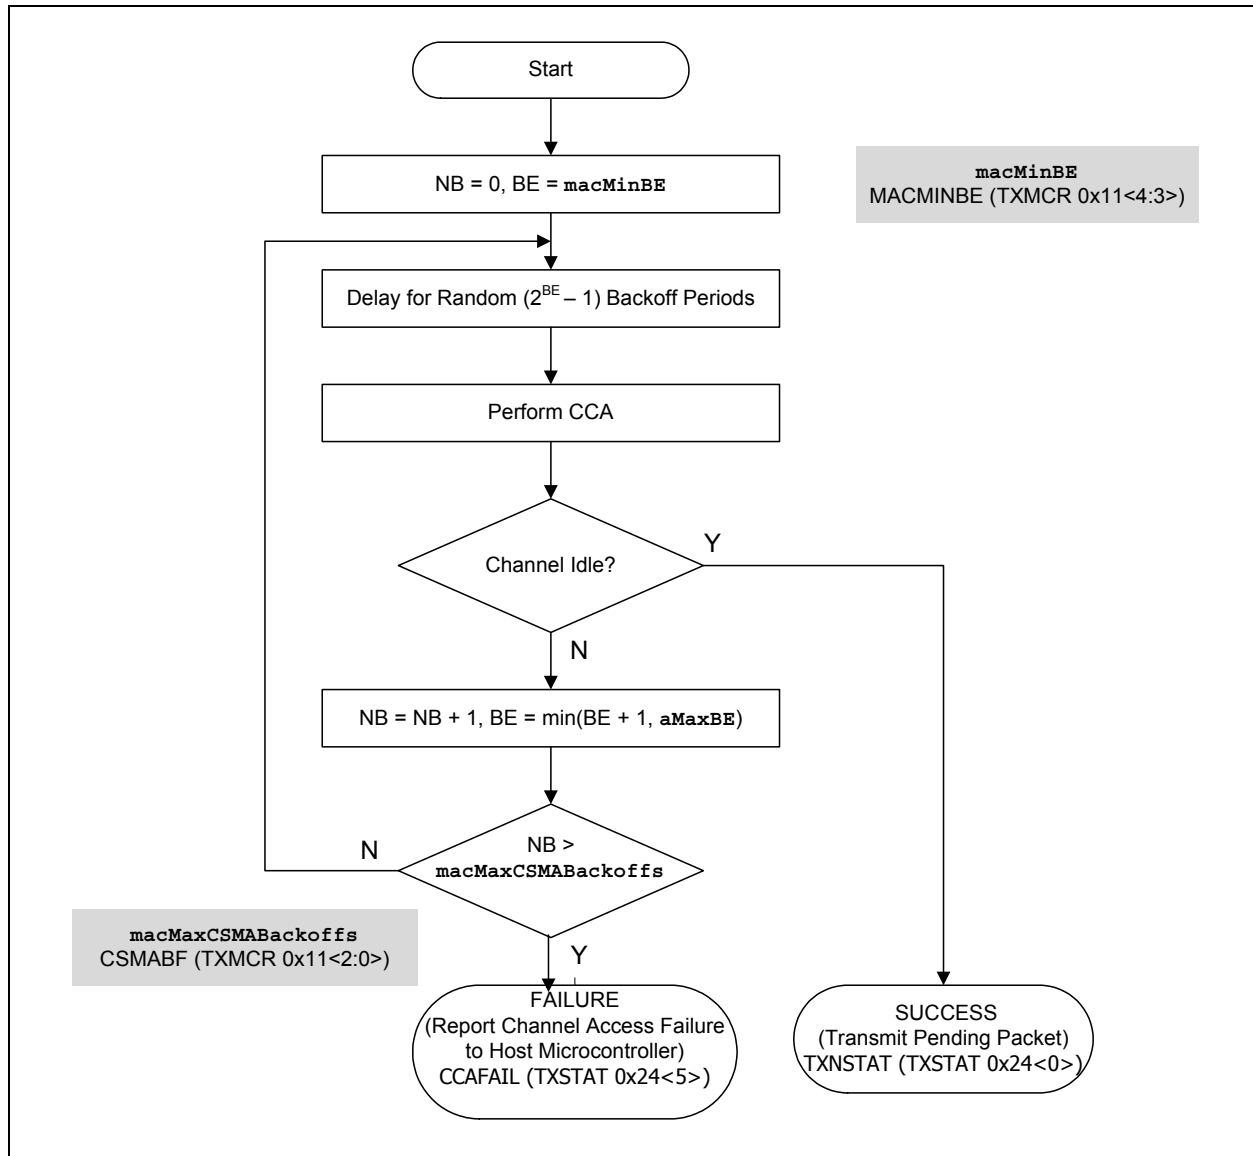 Start
NB = 0, BE = macMinBE
macMinBE
MACMINBE (TXMCR 0x11<4:3>)
Delay for Random (2^BE – 1) Backoff Periods
Perform CCA
Channel Idle?
Y
N
NB = NB + 1, BE = min(BE + 1, aMaxBE)
NB >
macMaxCSMABackoffs
N
Y
macMaxCSMABackoffs
CSMABF (TXMCR 0x11<2:0>)
FAILURE
(Report Channel Access Failure
to Host Microcontroller)
CCAFAIL (TXSTAT 0x24<5>)
SUCCESS
(Transmit Pending Packet)
TXNSTAT (TXSTAT 0x24<0>)